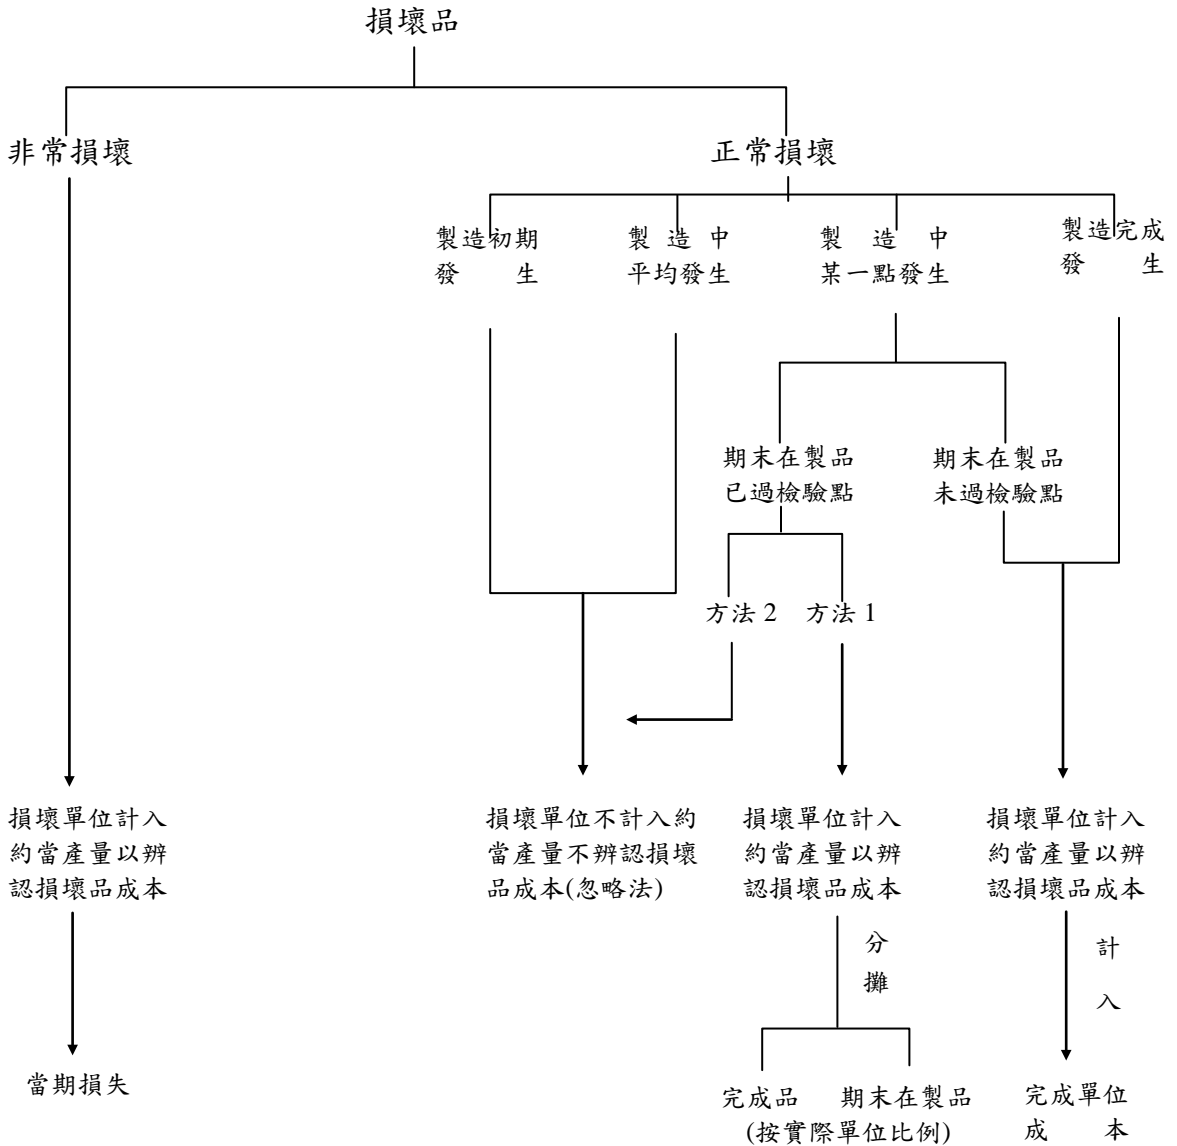 損壞品
非常損壞
正常損壞
製造初期
發生
製造中
平均發生
製造中
某一點發生
製造完成
發生
期末在製品
已過檢驗點
期末在製品
未過檢驗點
方法 2
方法 1
損壞單位計入
約當產量以辨
認損壞品成本
損壞單位不計入約
當產量不辨認損壞
品成本(忽略法)
損壞單位計入
約當產量以辨
認損壞品成本
損壞單位計入
約當產量以辨
認損壞品成本
分
攤
計
入
當期損失
完成品
期末在製品
(按實際單位比例)
完成單位
成本